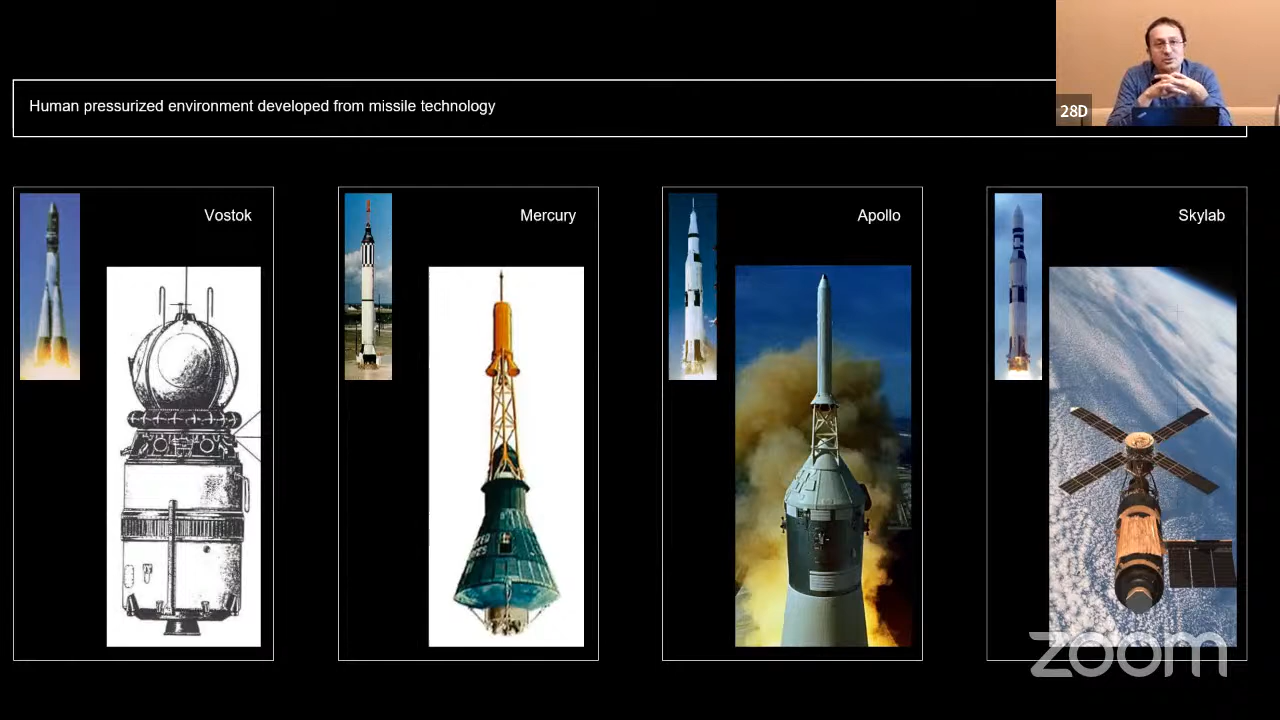 Human pressurized environment developed from missile technology
28D
Vostok
Mercury
Apollo
Skylab
zoom